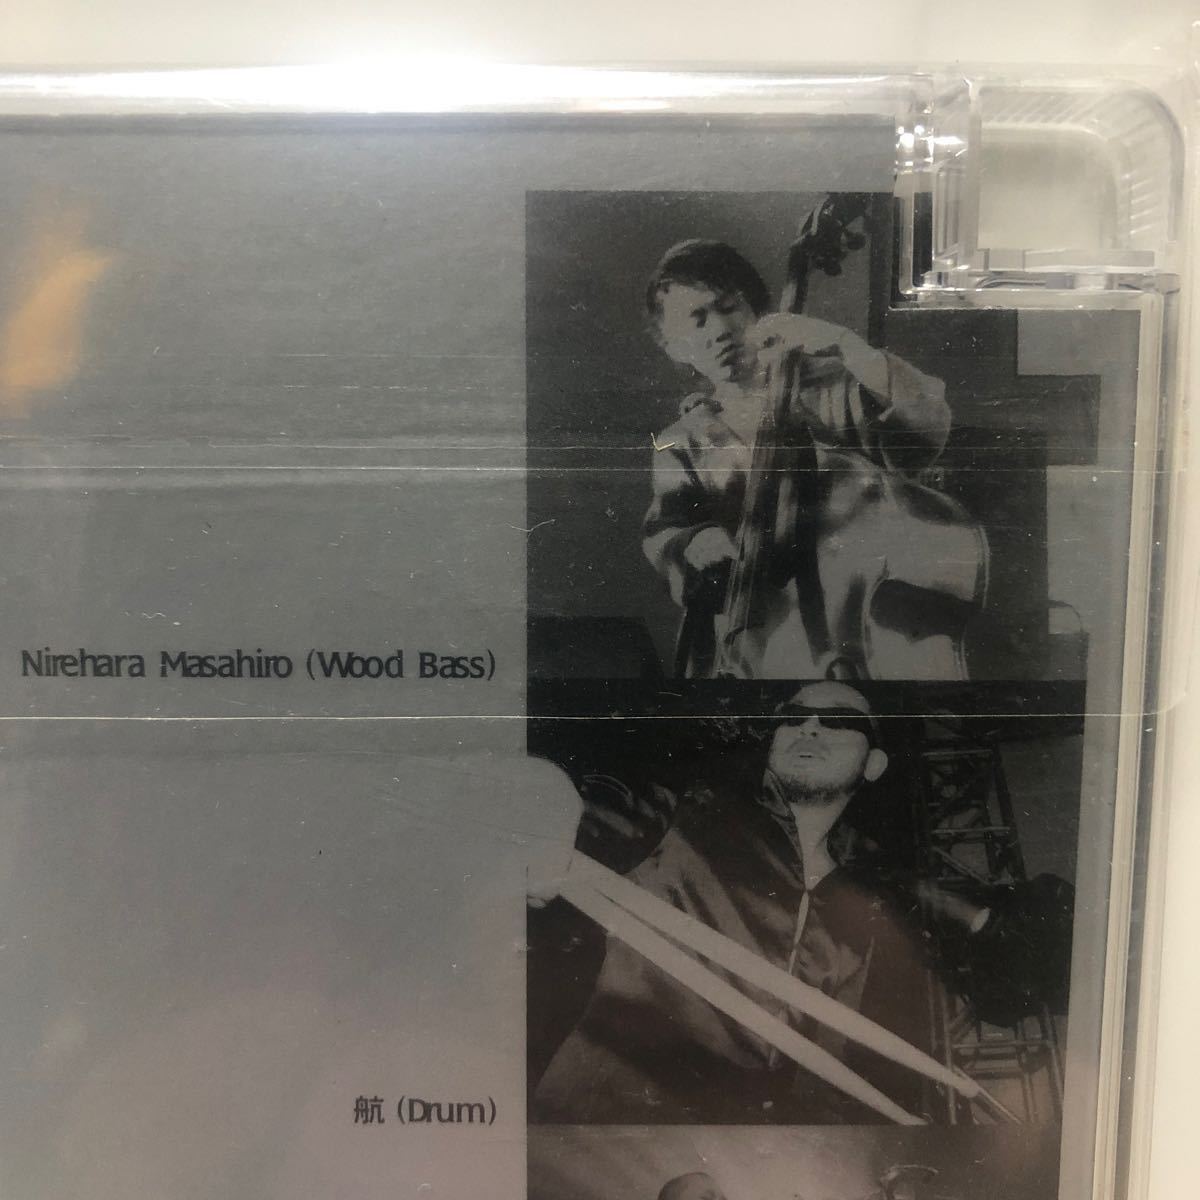 Nirehara Masahiro (Wood Bass)
航 (Drum)